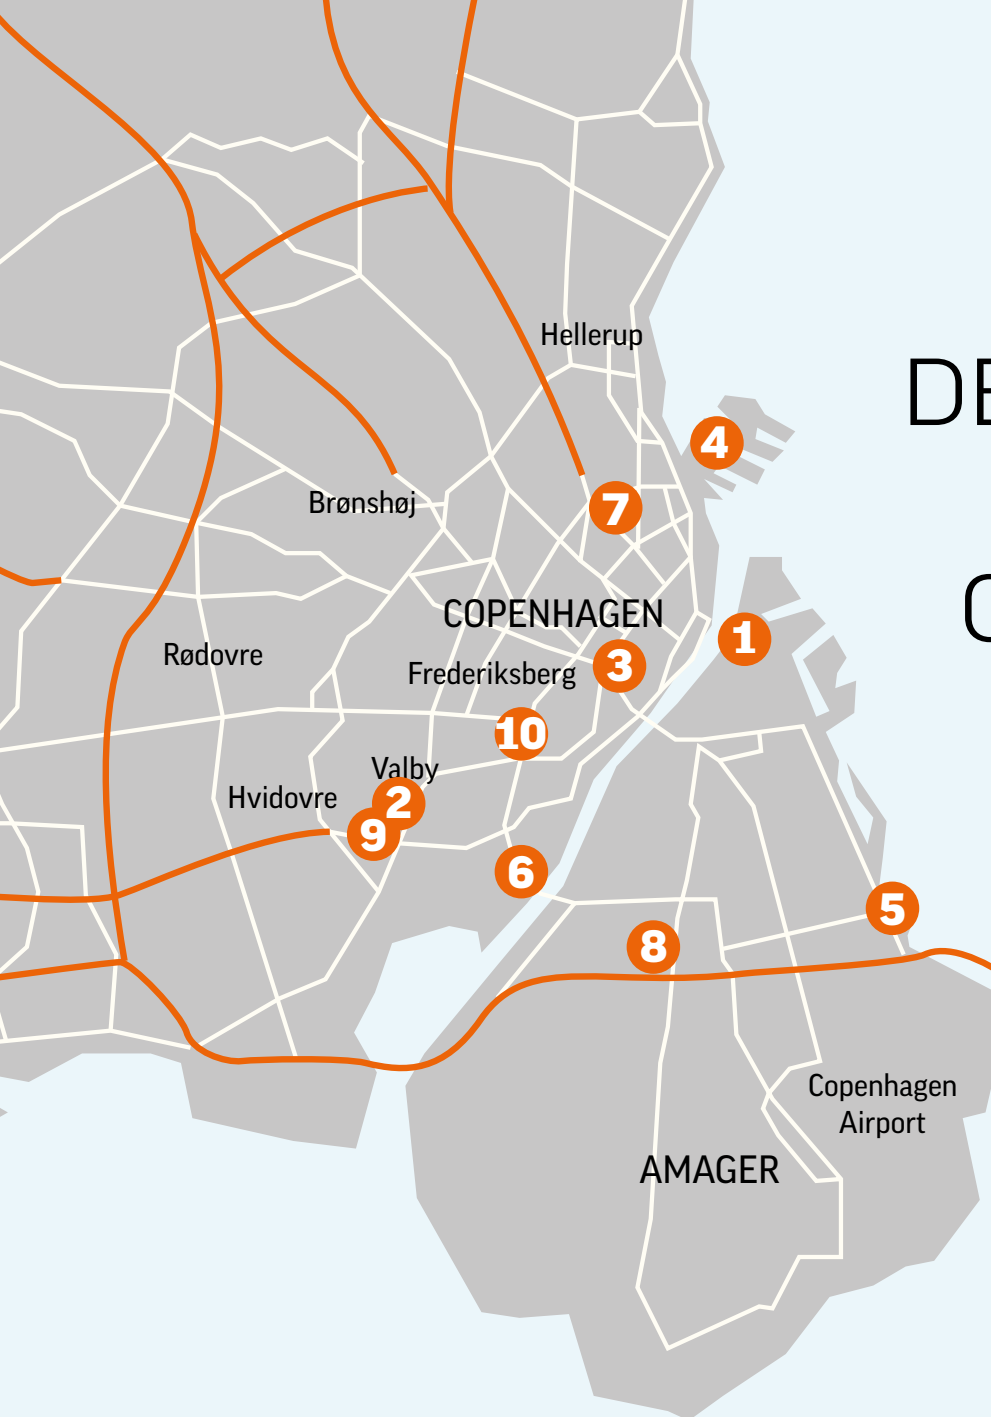 Hellerup
DE
4
Brønshøj
7
C
COPENHAGEN
1
Rødovre
3
Frederiksberg
10
Valby
Hvidovre
2
9
6
5
8
Copenhagen
Airport
AMAGER